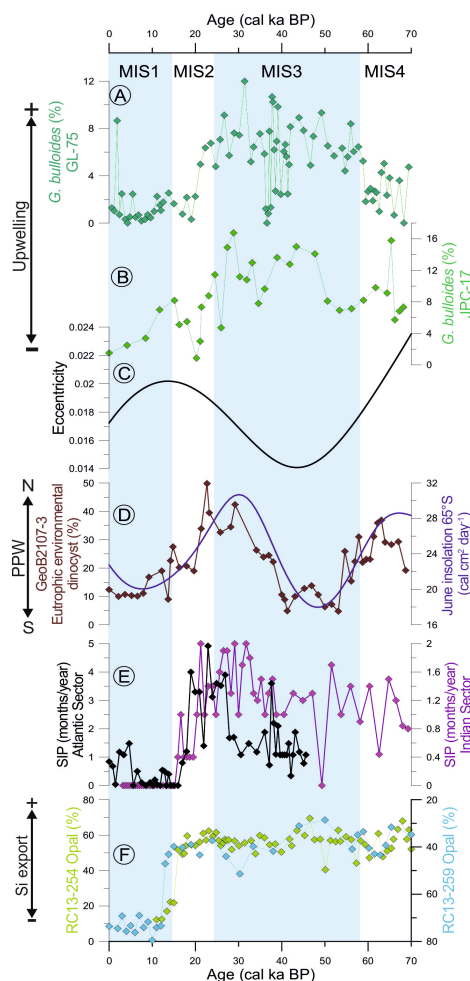 Age (cal ka BP)
0 10 20 30 40 50 60 70
MIS1 MIS2 MIS3 MIS4
A
12
8
4
0
G. bulloides (%)
GL-75
+
Upwelling
-
B
16
12
8
4
0
G. bulloides (%)
JPC-17
C
0.024
0.022
0.02
0.018
0.016
0.014
Eccentricity
D
N
PPW
S
GeoB2107-3
Eutrophic environmental
dinocyst (%)
50
40
30
20
10
0
32
28
24
20
16
June insolation 65°S
(cal cm² day⁻¹)
E
SIP (months/year)
Atlantic Sector
5
4
3
2
1
0
2
1.6
1.2
0.8
0.4
0
SIP (months/year)
Indian Sector
F
+
Si export
-
RC13-254 Opal (%)
80
60
40
20
0
20
40
60
80
RC13-259 Opal (%)
0 10 20 30 40 50 60 70
Age (cal ka BP)